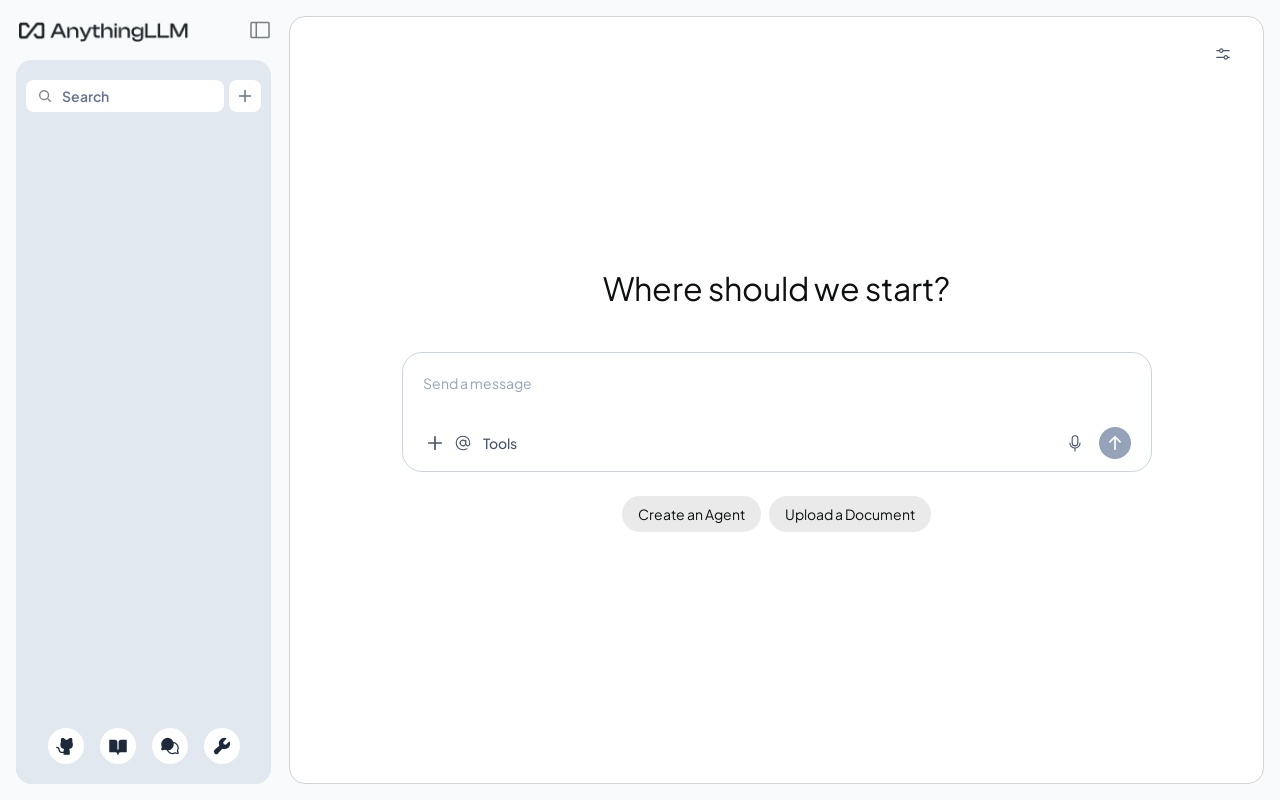 AnythingLLM
Search
Where should we start?
Send a message
Tools
Create an Agent
Upload a Document